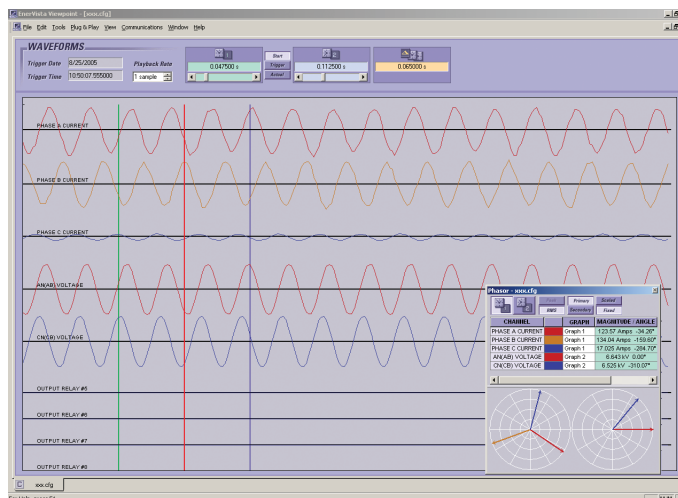 EnerVista Viewpoint - [xxx.cfg]
File Edit Tools Plug & Play View Communications Window Help
WAVEFORMS
Trigger Date 8/25/2005
Playback Rate
Trigger Time 10:50:07.555000
1 sample
0.047500 s
Start
Trigger
Actual
0.112500 s
0.065000 s
PHASE A CURRENT
PHASE B CURRENT
PHASE C CURRENT
AN(AB) VOLTAGE
CN(CB) VOLTAGE
OUTPUT RELAY #5
OUTPUT RELAY #6
OUTPUT RELAY #7
OUTPUT RELAY #8
Phasor - xxx.cfg
Primary Scaled
RMS Secondary Fixed
CHANNEL GRAPH MAGNITUDE / ANGLE
PHASE A CURRENT Graph 1 123.57 Amps -34.26°
PHASE B CURRENT Graph 1 134.04 Amps -159.60°
PHASE C CURRENT Graph 1 17.025 Amps -284.70°
AN(AB) VOLTAGE Graph 2 6.643 kV 0.00°
CN(CB) VOLTAGE Graph 2 6.525 kV -310.07°
C xxx.cfg